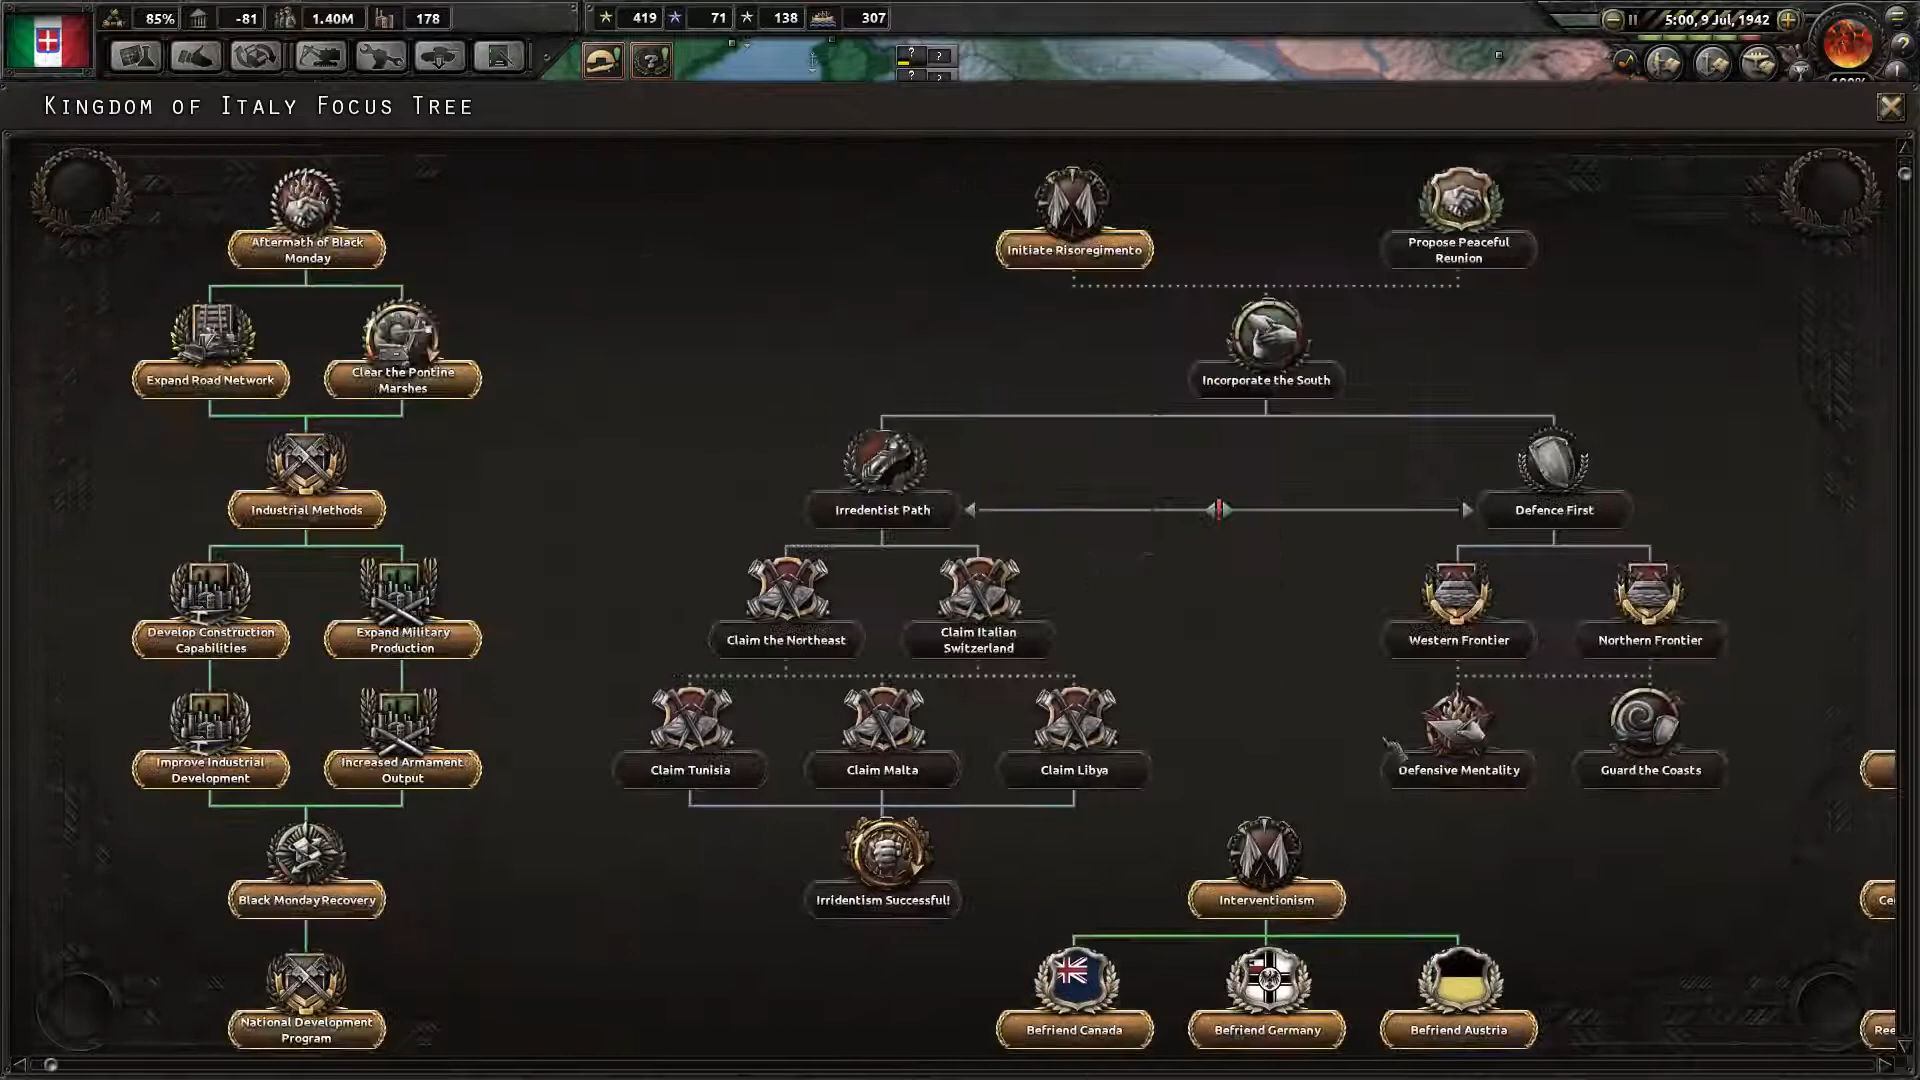 85%
-81
1.40M
178
419
71
138
307
5:00, 9 Jul, 1942
Kingdom of Italy Focus Tree
Aftermath of Black
Monday
Initiate Risoregimento
Propose Peaceful
Reunion
Expand Road Network
Clear the Pontine
Marshes
Incorporate the South
Industrial Methods
Irredentist Path
Defence First
Develop Construction
Capabilities
Expand Military
Production
Claim the Northeast
Claim Italian
Switzerland
Western Frontier
Northern Frontier
Improve Industrial
Development
Increased Armament
Output
Claim Tunisia
Claim Malta
Claim Libya
Defensive Mentality
Guard the Coasts
Black Monday Recovery
Irridentism Successful!
Interventionism
Ce
National Development
Program
Befriend Canada
Befriend Germany
Befriend Austria
Ree